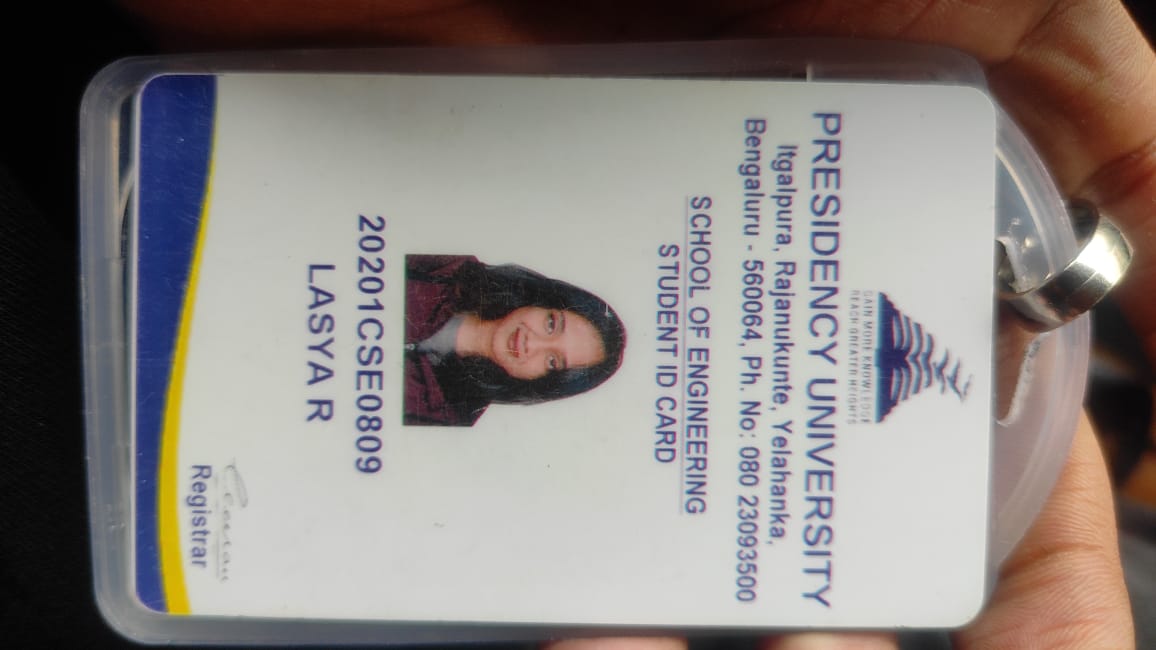 GAIN MORE KNOWLEDGE
REACH GREATER HEIGHTS
PRESIDENCY UNIVERSITY
Itgalpura, Rajanukunte, Yelahanka,
Bengaluru - 560064, Ph. No: 080 23093500
SCHOOL OF ENGINEERING
STUDENT ID CARD
20201CSE0809
LASYA R
Registrar